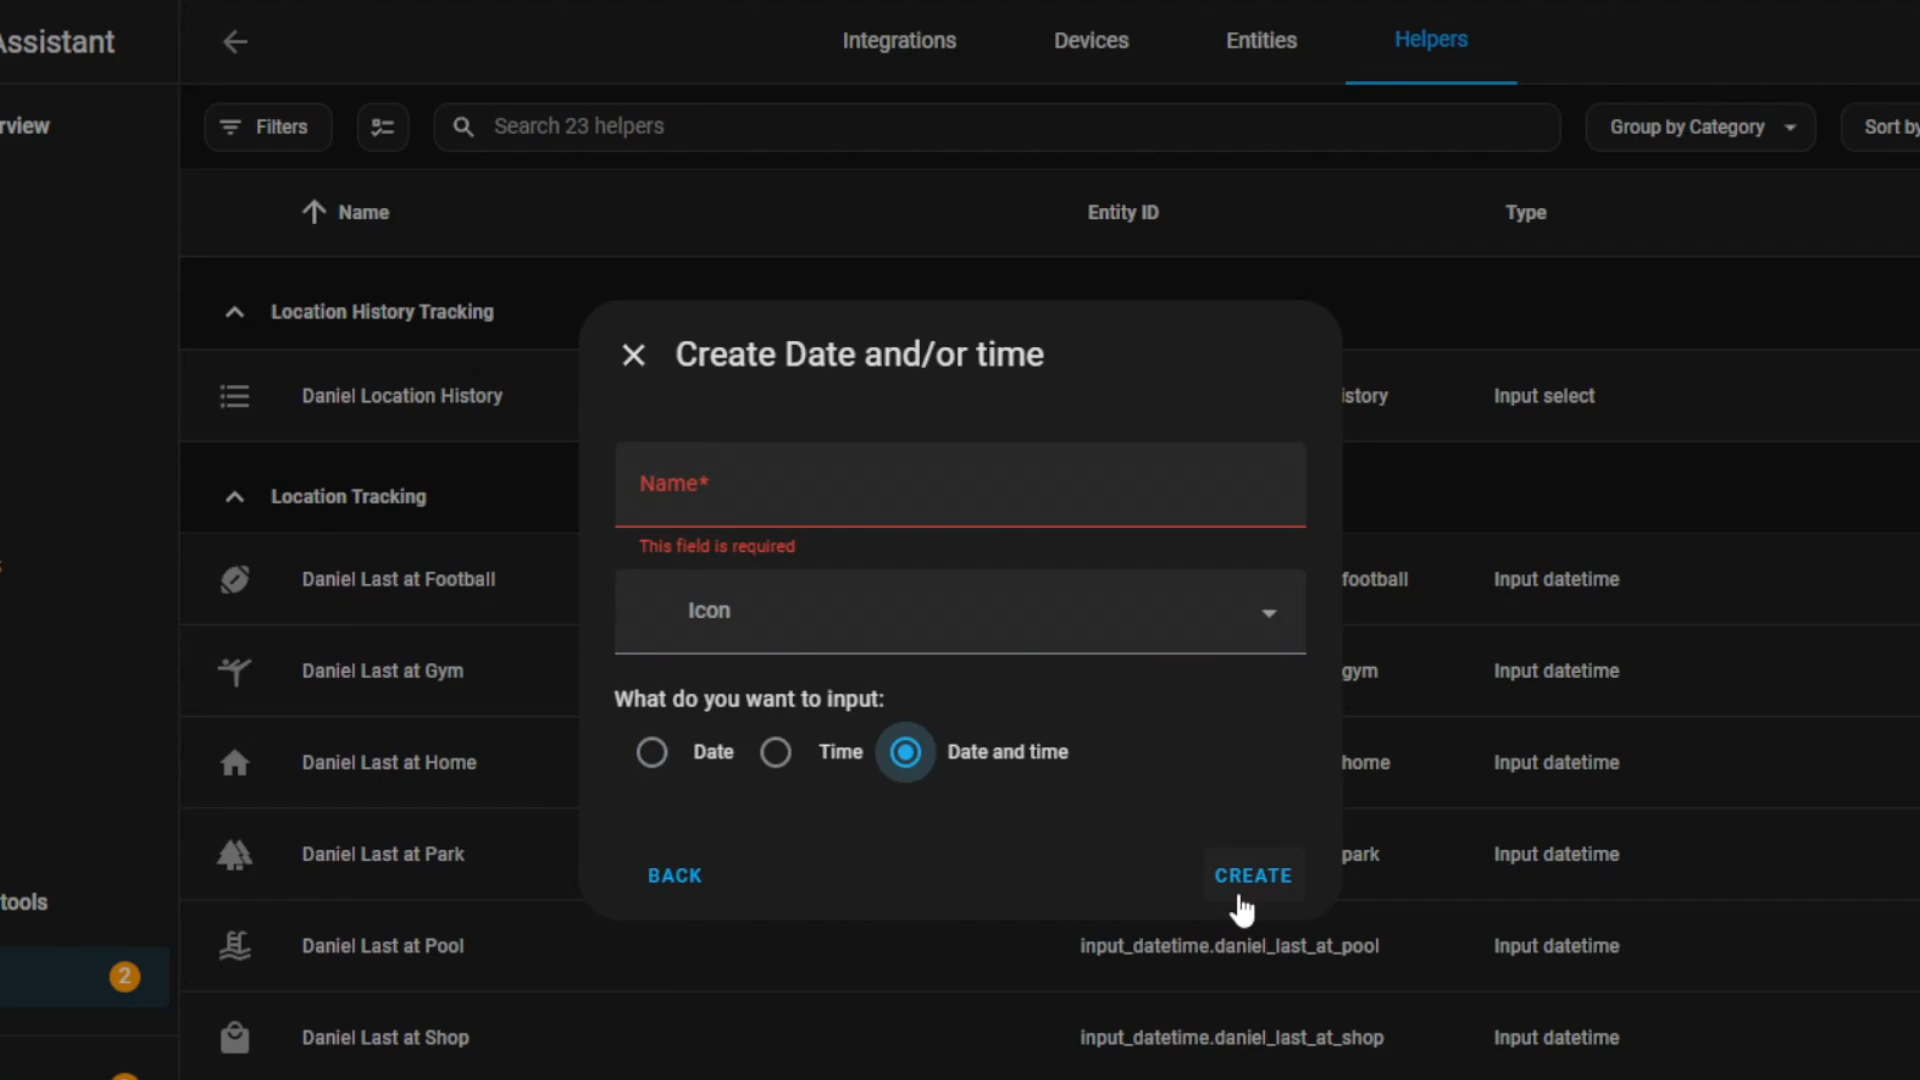 Assistant
Integrations
Devices
Entities
Helpers
rview
Filters
Search 23 helpers
Group by Category
Sort by
Name
Entity ID
Type
Location History Tracking
Create Date and/or time
Daniel Location History
istory
Input select
Name*
Location Tracking
This field is required
Daniel Last at Football
football
Input datetime
Icon
Daniel Last at Gym
gym
Input datetime
What do you want to input:
Date
Time
Date and time
Daniel Last at Home
home
Input datetime
Daniel Last at Park
park
Input datetime
BACK
CREATE
tools
Daniel Last at Pool
input_datetime.daniel_last_at_pool
Input datetime
2
Daniel Last at Shop
input_datetime.daniel_last_at_shop
Input datetime